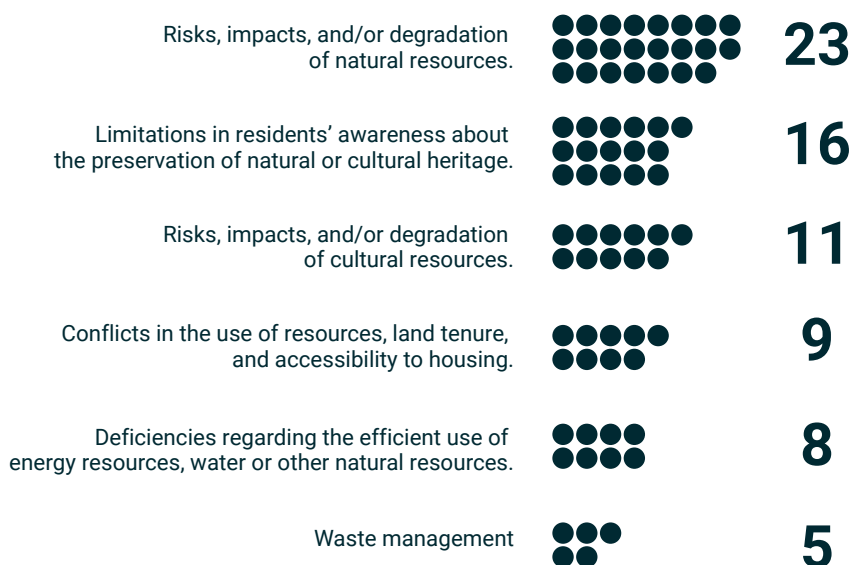 Risks, impacts, and/or degradation
of natural resources.
23
Limitations in residents’ awareness about
the preservation of natural or cultural heritage.
16
Risks, impacts, and/or degradation
of cultural resources.
11
Conflicts in the use of resources, land tenure,
and accessibility to housing.
9
Deficiencies regarding the efficient use of
energy resources, water or other natural resources.
8
Waste management
5